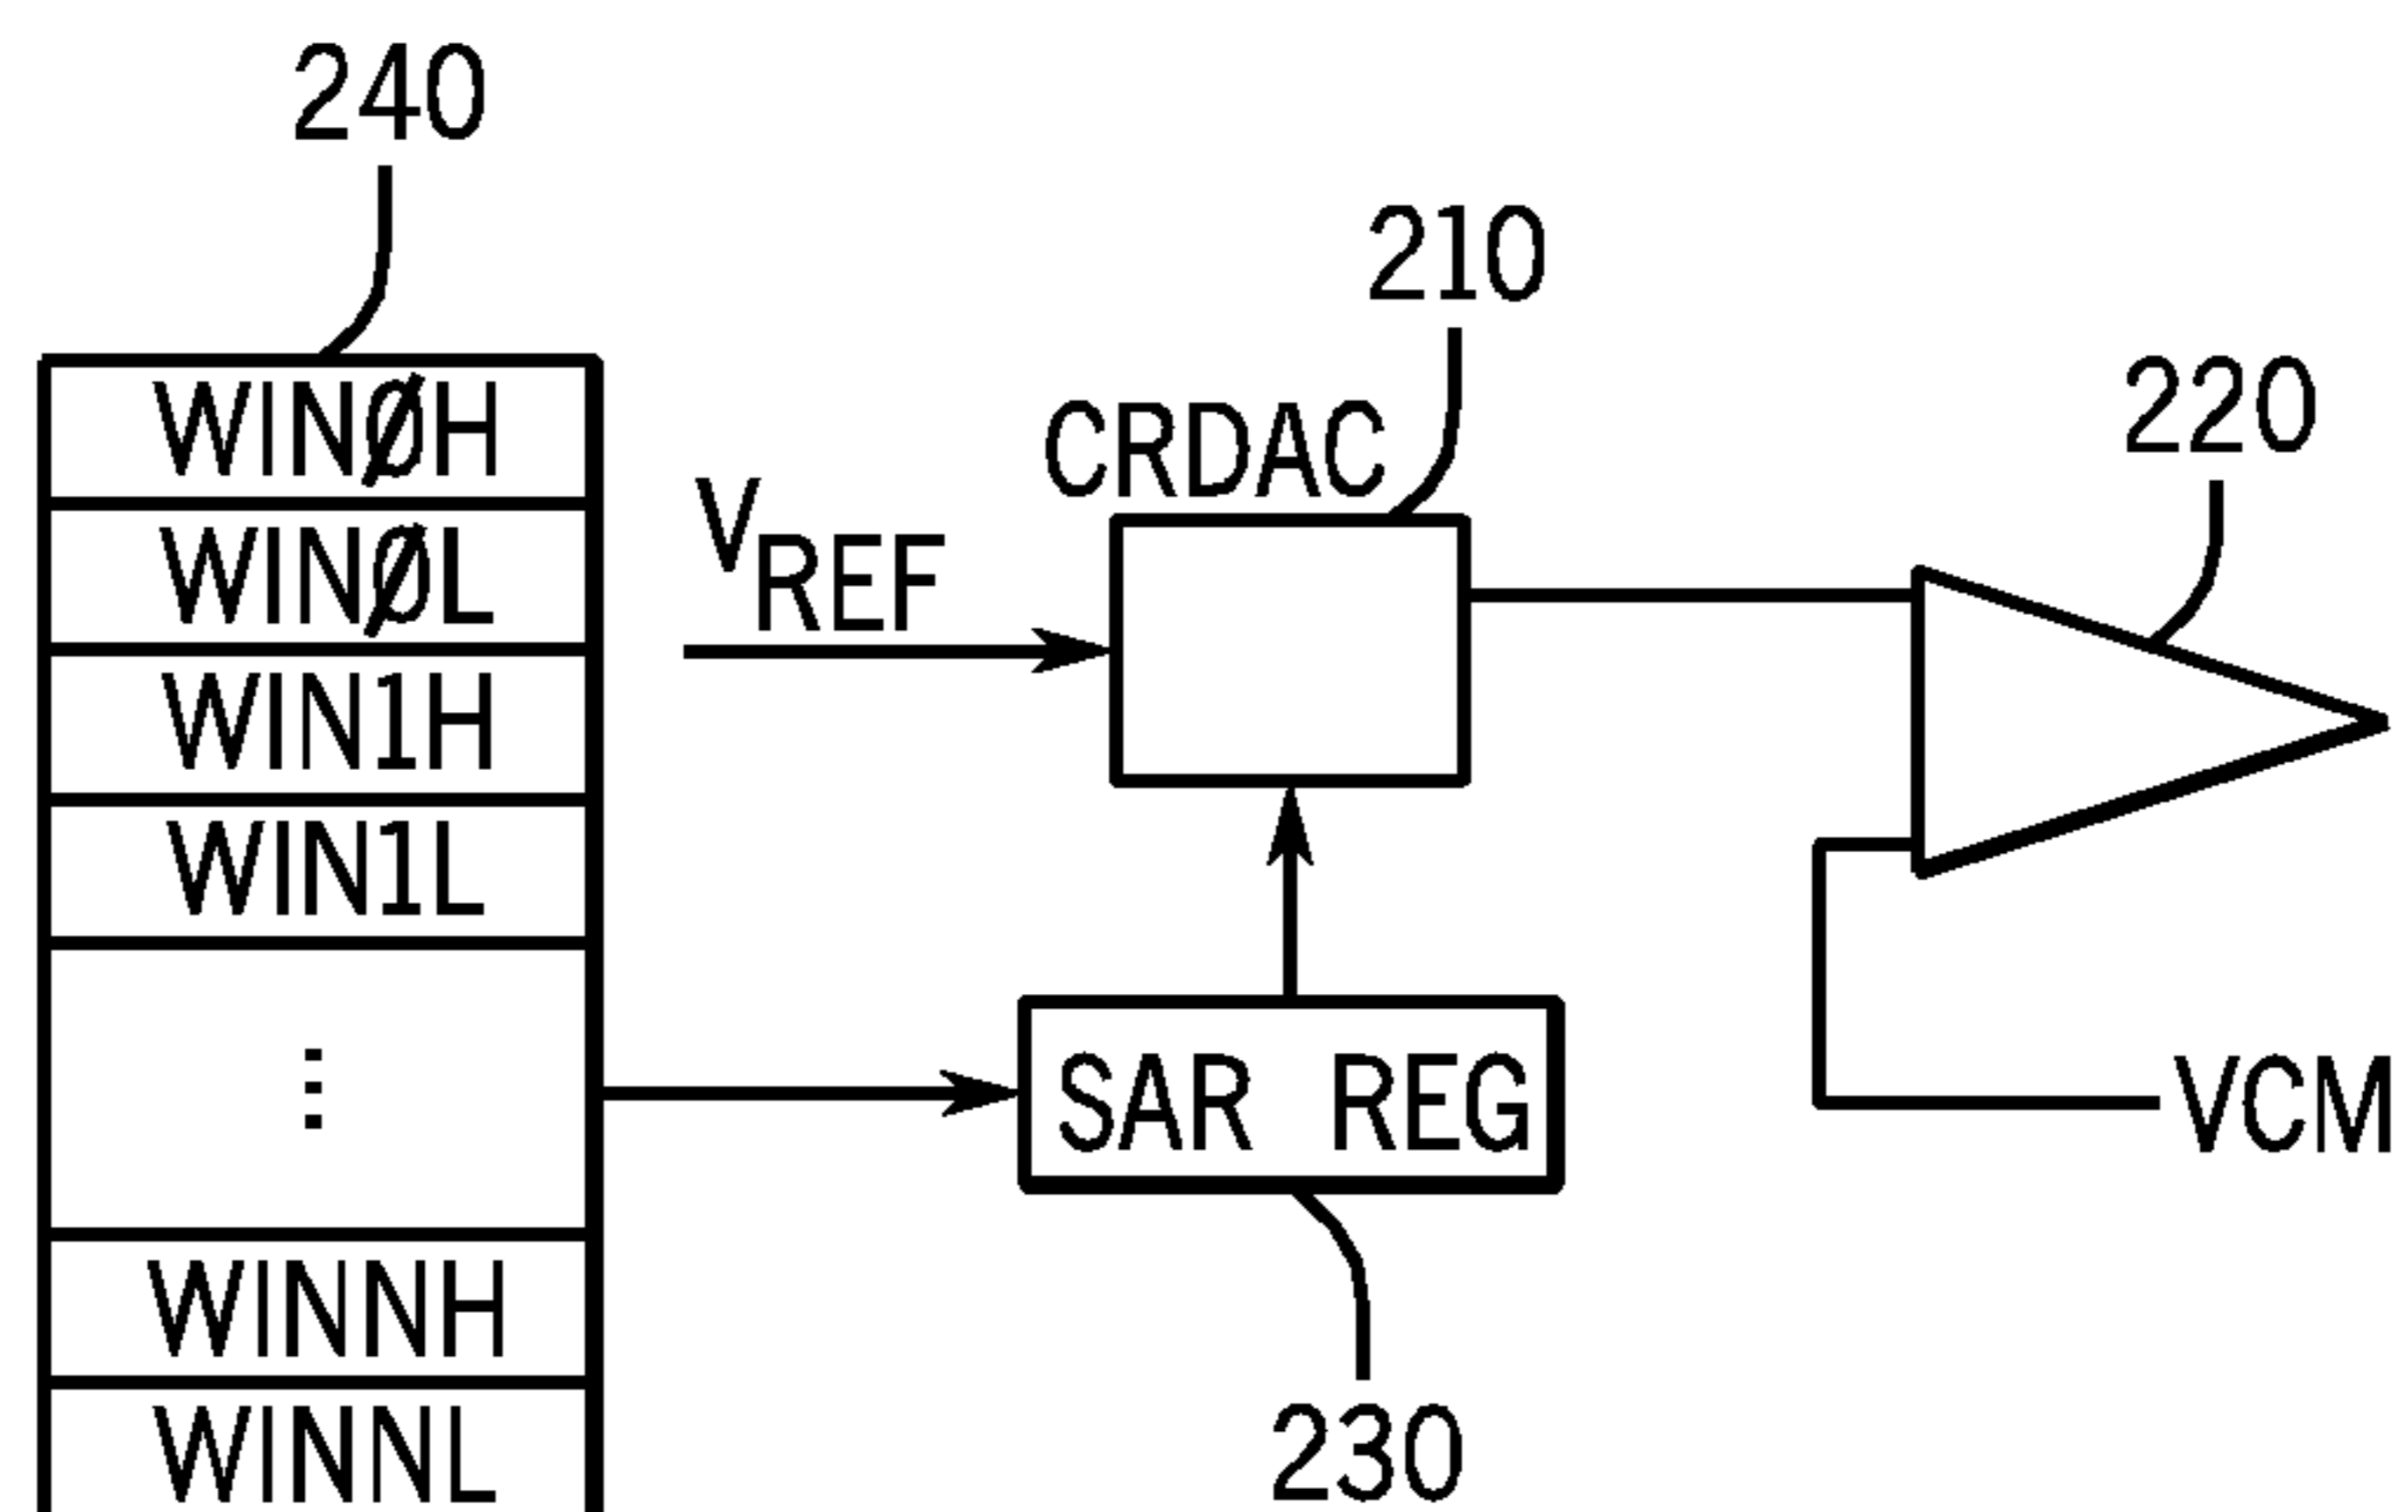 240
210
220
CRDAC
VREF
WINØH
WINØL
WIN1H
WIN1L
⋮
WINNH
WINNL
SAR REG
VCM
230